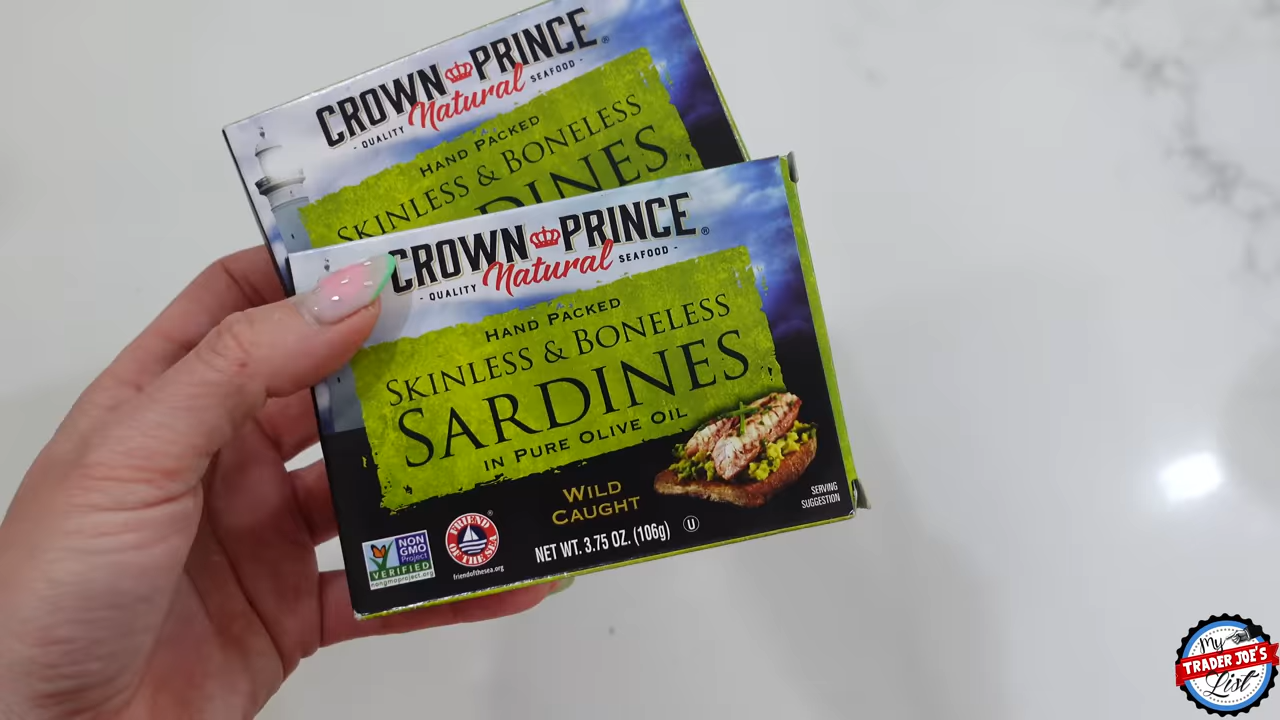 CROWN PRINCE®
- QUALITY Natural SEAFOOD -
HAND PACKED
SKINLESS & BONELESS
DINES
CROWN PRINCE®
- QUALITY Natural SEAFOOD -
HAND PACKED
SKINLESS & BONELESS
SARDINES
IN PURE OLIVE OIL
WILD
CAUGHT
SERVING
SUGGESTION
NET WT. 3.75 OZ. (106g) U
NON
GMO
Project
VERIFIED
nongmoproject.org
FRIEND
OF THE SEA
®
friendofthesea.org
My
TRADER JOE'S
List